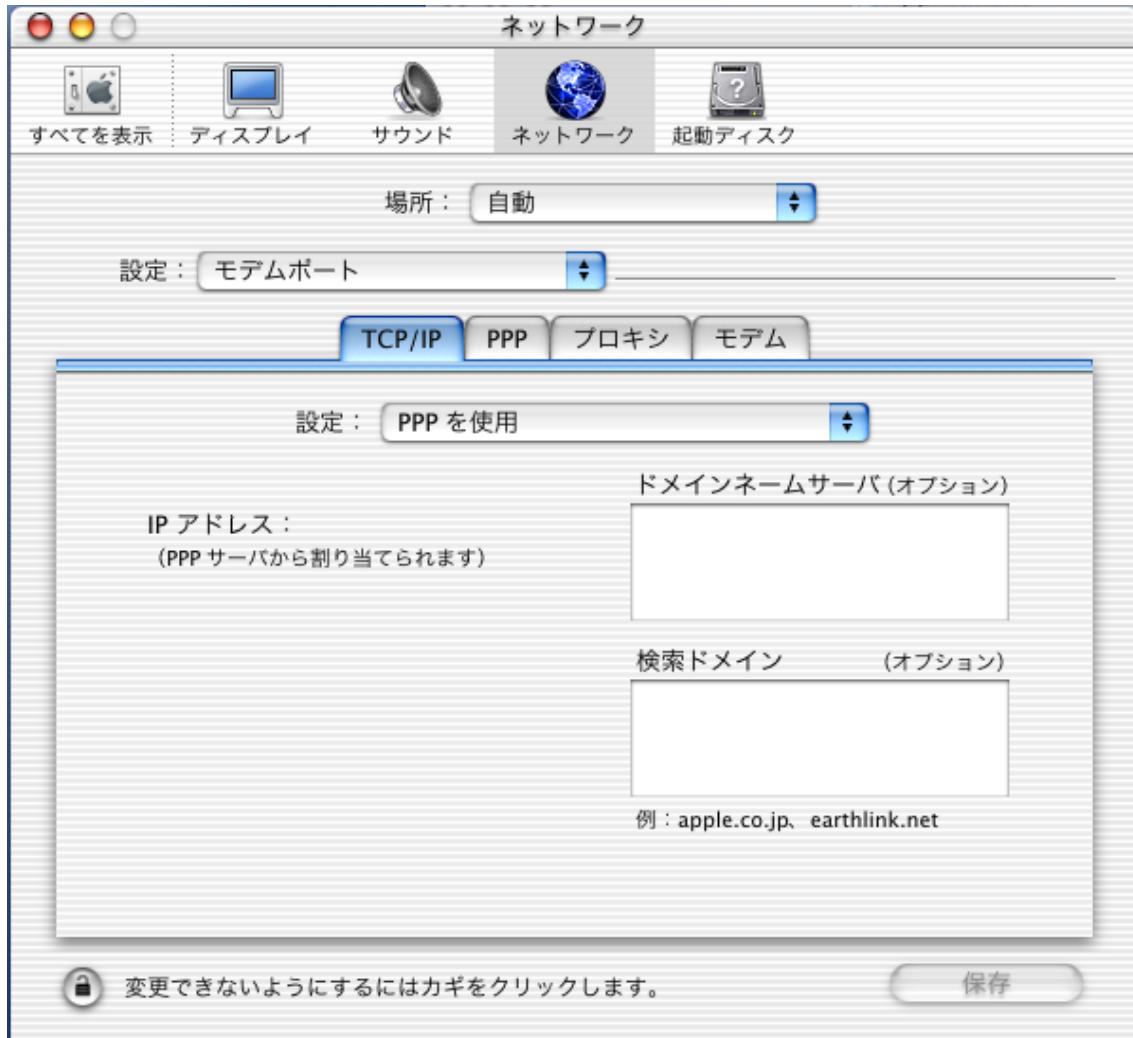 ネットワーク
すべてを表示 ディスプレイ サウンド ネットワーク 起動ディスク
場所： 自動
設定： モデムポート
TCP/IP PPP プロキシ モデム
設定： PPP を使用
ドメインネームサーバ (オプション)
IP アドレス：
（PPP サーバから割り当てられます）
検索ドメイン (オプション)
例：apple.co.jp、earthlink.net
変更できないようにするにはカギをクリックします。 保存